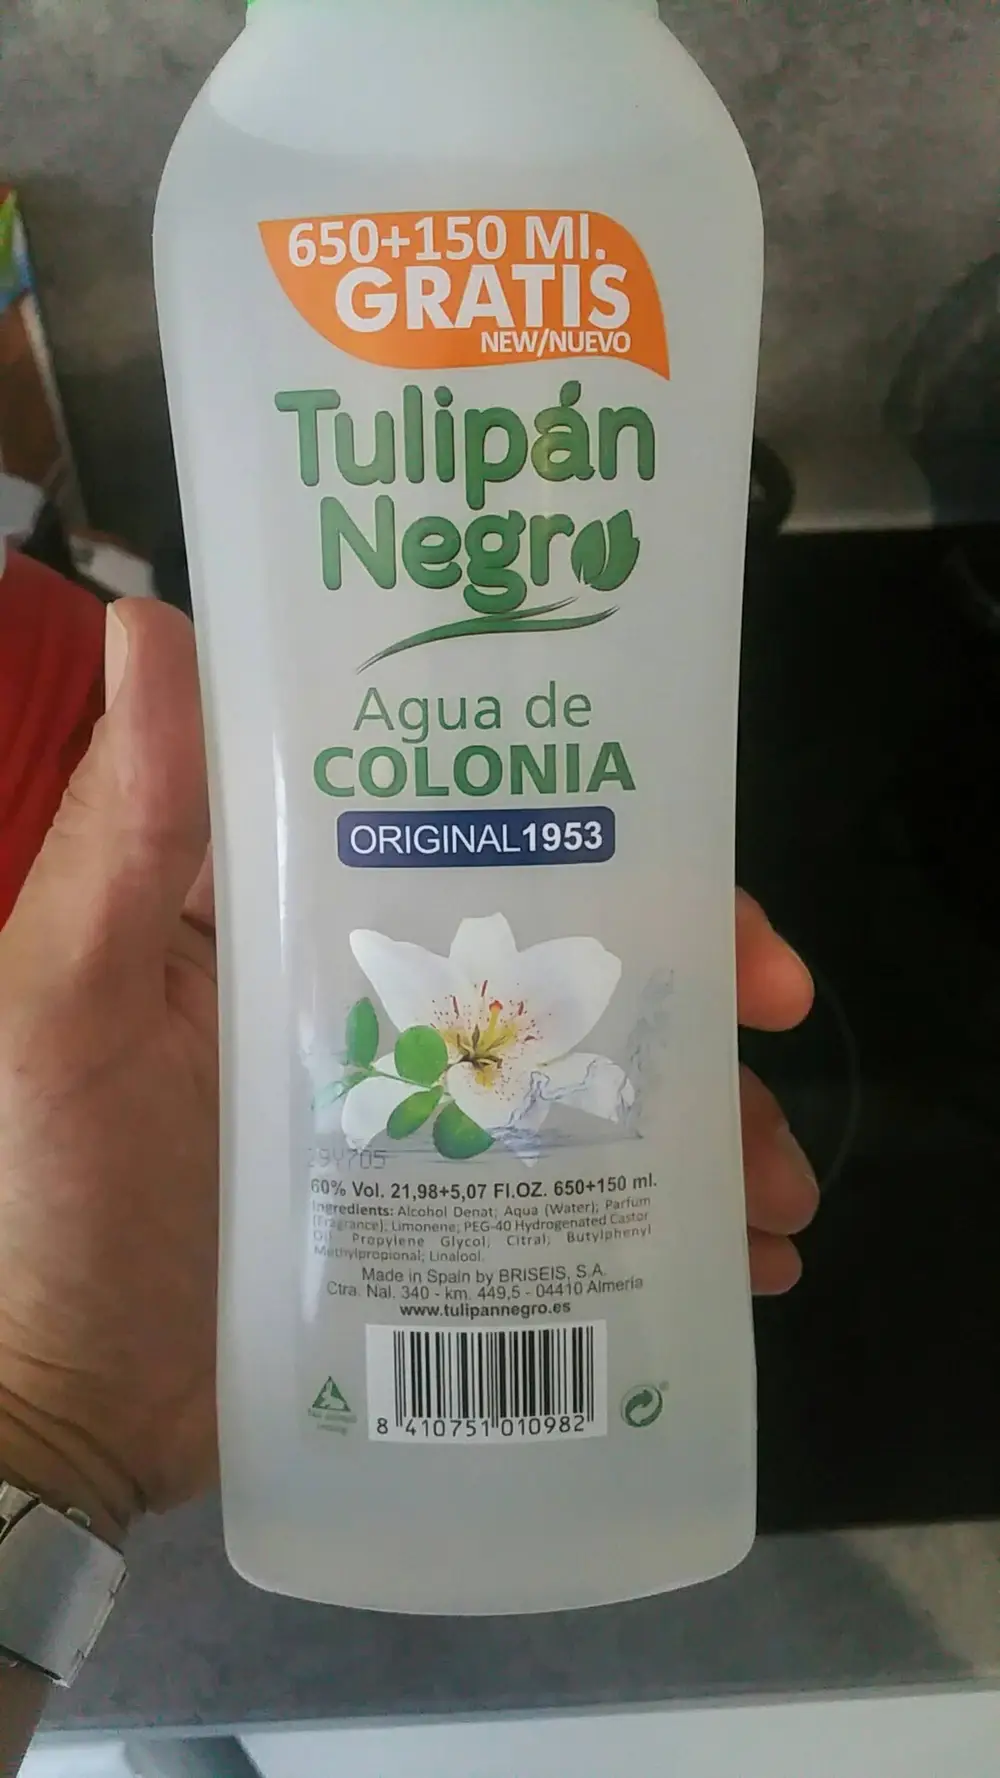 650+150 Ml.
GRATIS
NEW/NUEVO
Tulipán
Negro
Agua de
COLONIA
ORIGINAL1953
60% Vol. 21,98+5,07 Fl.OZ. 650+150 ml.
Ingredients: Alcohol Denat; Aqua (Water); Parfum
(Fragrance); Limonene; PEG-40 Hydrogenated Castor
Oil; Propylene Glycol; Citral; Butylphenyl
Methylpropional; Linalool.
Made in Spain by BRISEIS, S.A.
Ctra. Nal. 340 - km. 449,5 - 04410 Almería
www.tulipannegro.es
8 410751 010982